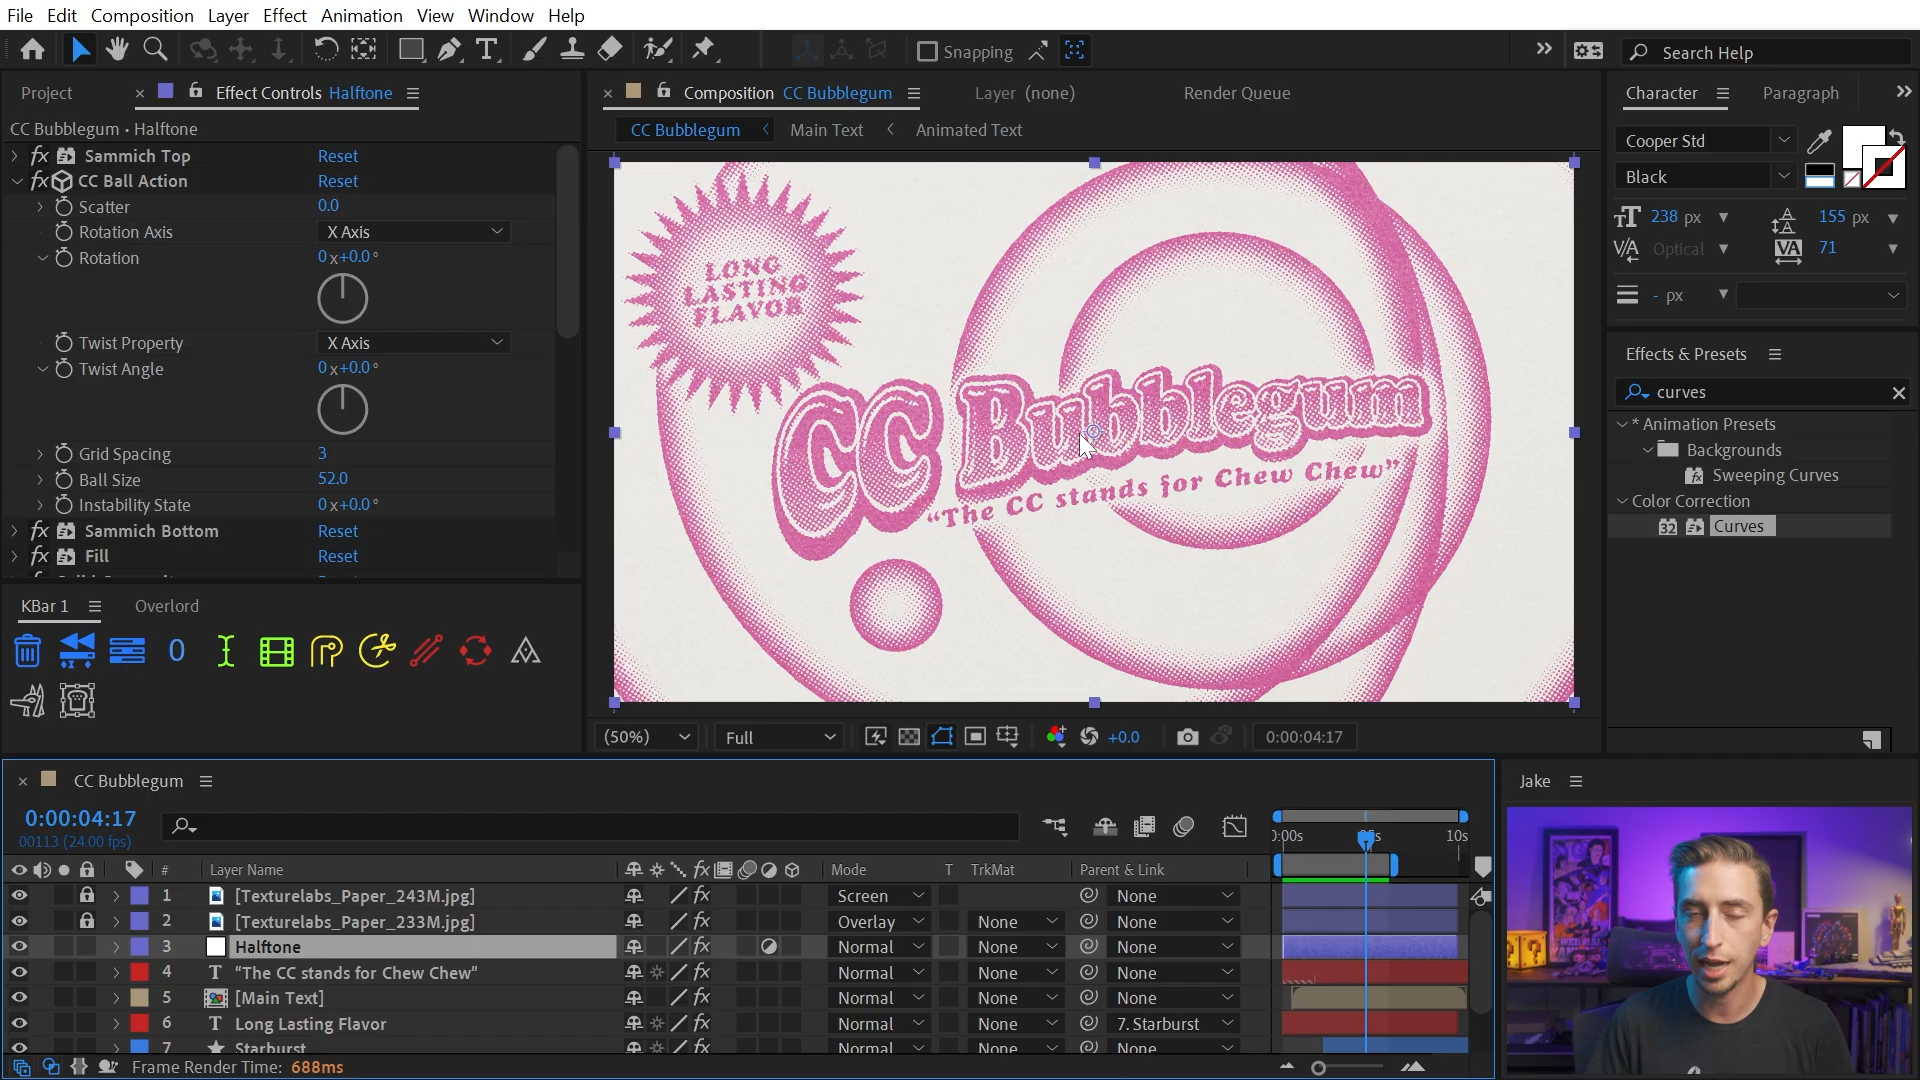 File Edit Composition Layer Effect Animation View Window Help
Snapping
Search Help
Project
Effect Controls Halftone
CC Bubblegum • Halftone
fx Sammich Top Reset
fx CC Ball Action Reset
Scatter 0.0
Rotation Axis X Axis
Rotation 0x+0.0°
Twist Property X Axis
Twist Angle 0x+0.0°
Grid Spacing 3
Ball Size 52.0
Instability State 0x+0.0°
fx Sammich Bottom Reset
fx Fill Reset
KBar 1 Overlord
0
Composition CC Bubblegum Layer (none) Render Queue
CC Bubblegum Main Text Animated Text
LONG
LASTING
FLAVOR
CC Bubblegum
“The CC stands for Chew Chew”
(50%) Full +0.0 0:00:04:17
Character Paragraph
Cooper Std
Black
238 px 155 px
Optical 71
- px
Effects & Presets
curves
* Animation Presets
Backgrounds
Sweeping Curves
Color Correction
32 Curves
CC Bubblegum
0:00:04:17
00113 (24.00 fps)
10s
# Layer Name Mode T TrkMat Parent & Link
1 [Texturelabs_Paper_243M.jpg] Screen None
2 [Texturelabs_Paper_233M.jpg] Overlay None None
3 Halftone Normal None None
4 “The CC stands for Chew Chew” Normal None None
5 [Main Text] Normal None None
6 Long Lasting Flavor Normal None 7. Starburst
7 Starburst Normal None None
Frame Render Time: 688ms
Jake